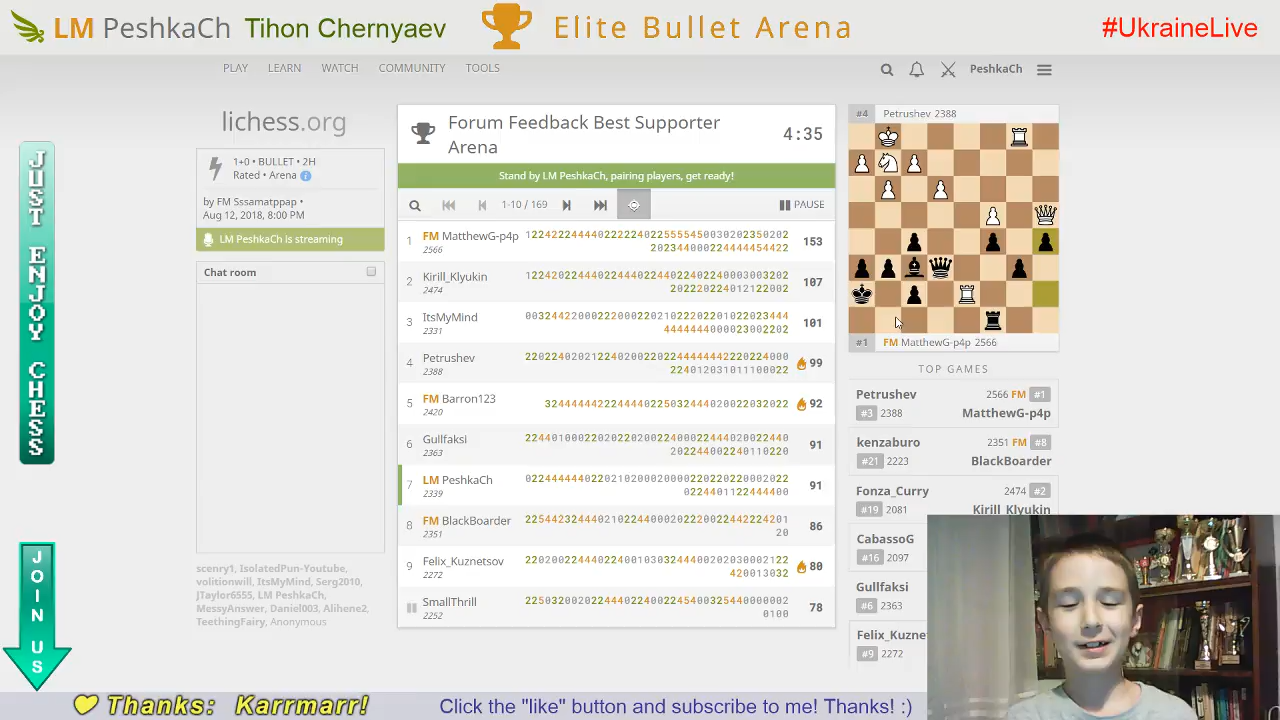 LM PeshkaCh Tihon Chernyaev
Elite Bullet Arena
#UkraineLive
PLAY LEARN WATCH COMMUNITY TOOLS
PeshkaCh
JUST ENJOY CHESS
JOIN US
lichess.org
1+0 • BULLET • 2H
Rated • Arena
by FM Sssamatppap •
Aug 12, 2018, 8:00 PM
LM PeshkaCh is streaming
Chat room
scenry1, IsolatedPun-Youtube,
volitionwill, ItsMyMind, Serg2010,
JTaylor6555, LM PeshkaCh,
MessyAnswer, Daniel003, Alihene2,
TeethingFairy, Anonymous
Forum Feedback Best Supporter
Arena
4:35
Stand by LM PeshkaCh, pairing players, get ready!
1-10 / 169
PAUSE
1 FM MatthewG-p4p 153
2566
2 Kirill_Klyukin 107
2474
3 ItsMyMind 101
2331
4 Petrushev 99
2388
5 FM Barron123 92
2420
6 Gullfaksi 91
2363
7 LM PeshkaCh 91
2339
8 FM BlackBoarder 86
2351
9 Felix_Kuznetsov 80
2272
SmallThrill 78
2252
#4 Petrushev 2388
#1 FM MatthewG-p4p 2566
TOP GAMES
Petrushev 2566 FM #1
#3 2388 MatthewG-p4p
kenzaburo 2351 FM #8
#21 2223 BlackBoarder
Fonza_Curry 2474 #2
#19 2081 Kirill_Klyukin
CabassoG
#16 2097
Gullfaksi
#6 2363
Felix_Kuzne
#9 2272
Thanks: Karrmarr!
Click the "like" button and subscribe to me! Thanks! :)